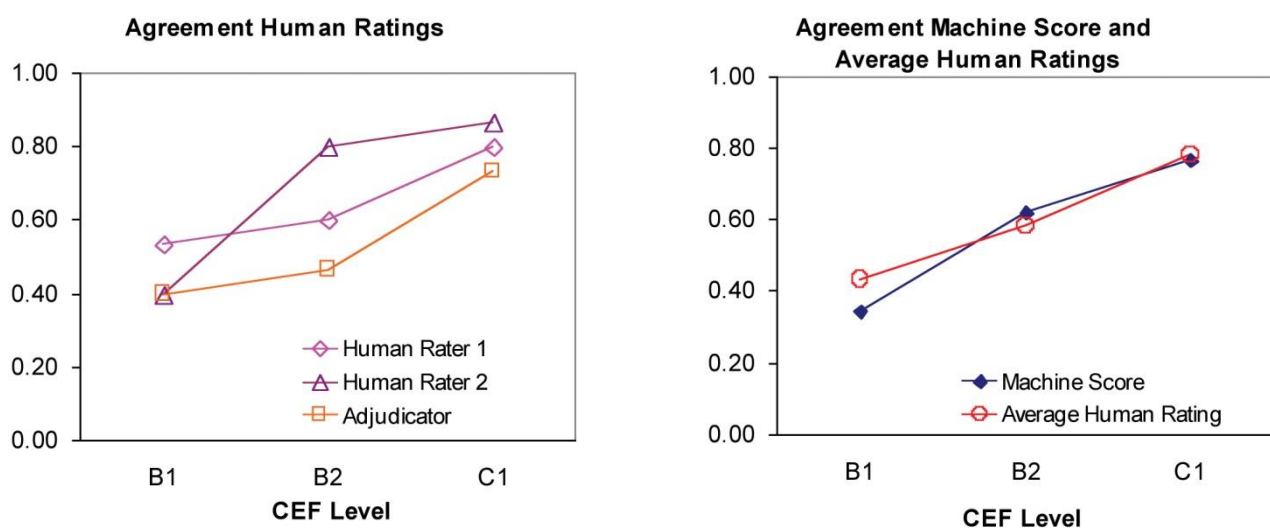 Agreement Human Ratings
1.00
0.80
0.60
0.40
0.20
0.00
Human Rater 1
Human Rater 2
Adjudicator
B1 B2 C1
CEF Level
Agreement Machine Score and
Average Human Ratings
1.00
0.80
0.60
0.40
0.20
0.00
Machine Score
Average Human Rating
B1 B2 C1
CEF Level